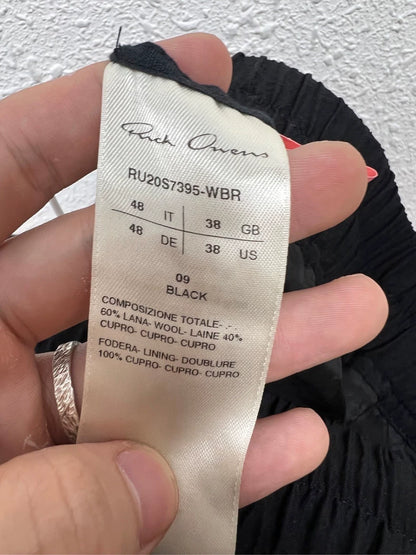 Rick Owens
RU20S7395-WBR
48 IT 38 GB
48 DE 38 US
09
BLACK
COMPOSIZIONE TOTALE-
60% LANA- WOOL- LAINE 40%
CUPRO- CUPRO- CUPRO
FODERA- LINING- DOUBLURE
100% CUPRO- CUPRO- CUPRO